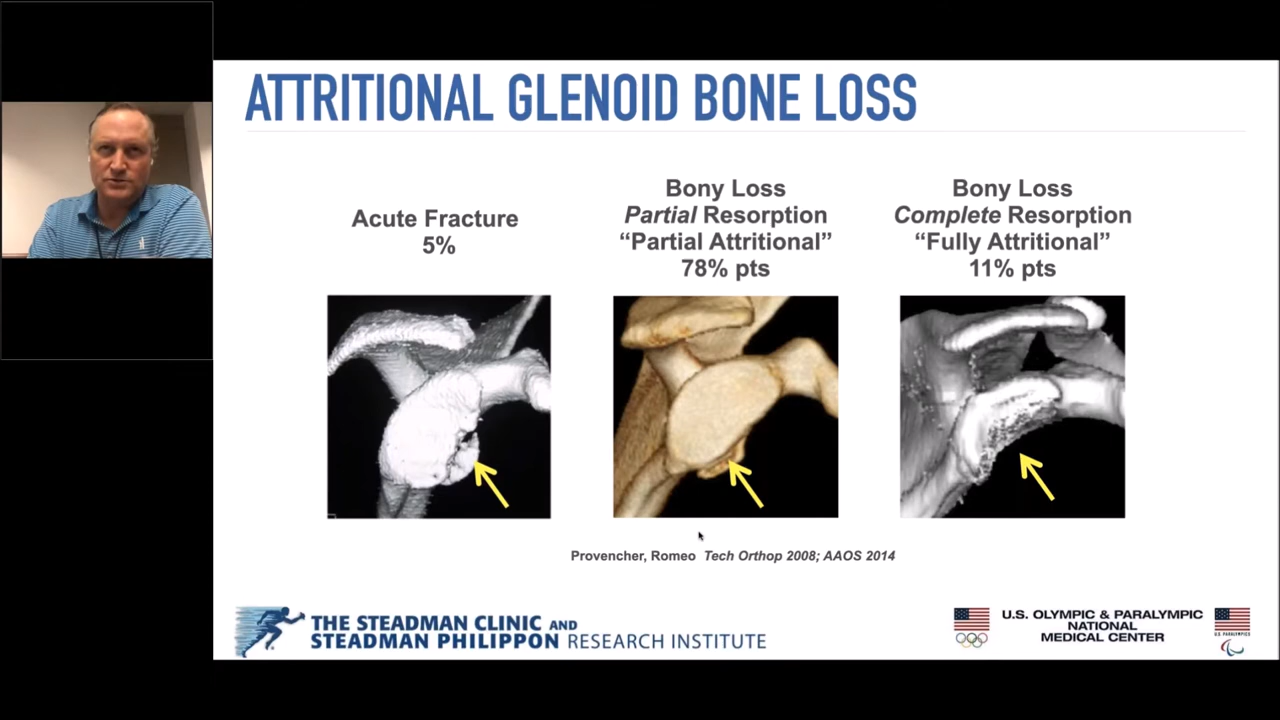 ATTRITIONAL GLENOID BONE LOSS
Acute Fracture
5%
Bony Loss
Partial Resorption
“Partial Attritional”
78% pts
Bony Loss
Complete Resorption
“Fully Attritional”
11% pts
Provencher, Romeo Tech Orthop 2008; AAOS 2014
THE STEADMAN CLINIC AND
STEADMAN PHILIPPON RESEARCH INSTITUTE
U.S. OLYMPIC & PARALYMPIC
NATIONAL
MEDICAL CENTER
U.S. PARALYMPICS